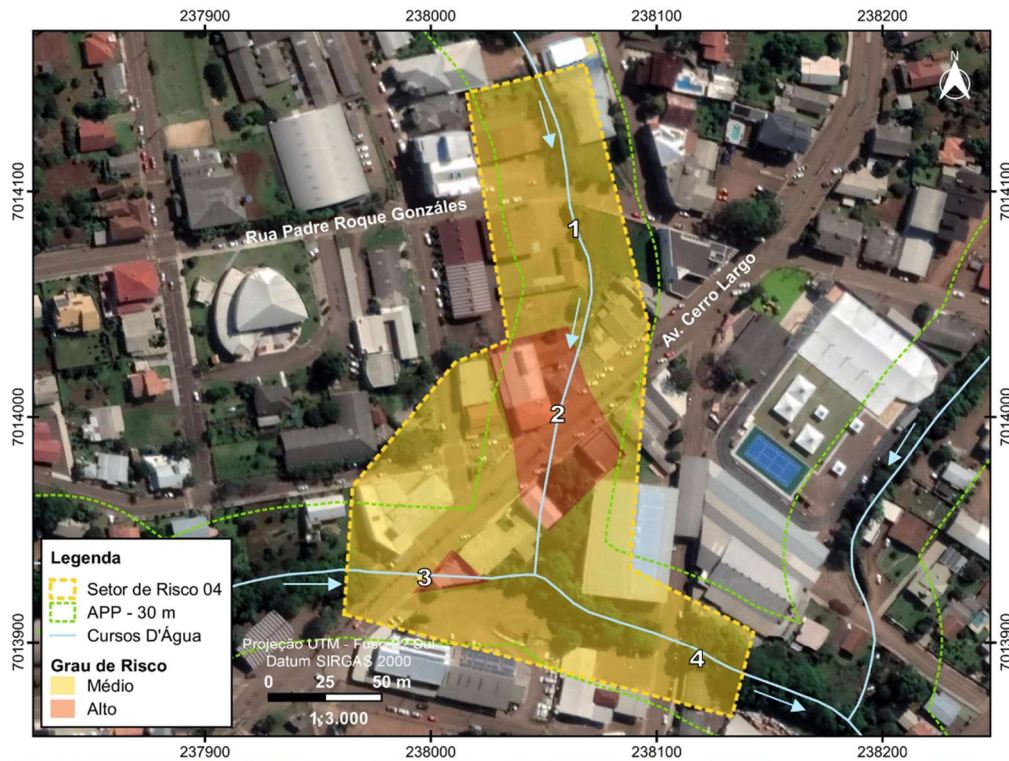 237900 238000 238100 238200
N
7014100
7014100
Rua Padre Roque Gonzáles
1
Av. Cerro Largo
7014000
7014000
2
3
4
7013900
7013900
Legenda
Setor de Risco 04
APP - 30 m
Cursos D'Água
Grau de Risco
Médio
Alto
Projeção UTM - Fuso 22 Sul
Datum SIRGAS 2000
0 25 50 m
1:3.000
237900 238000 238100 238200